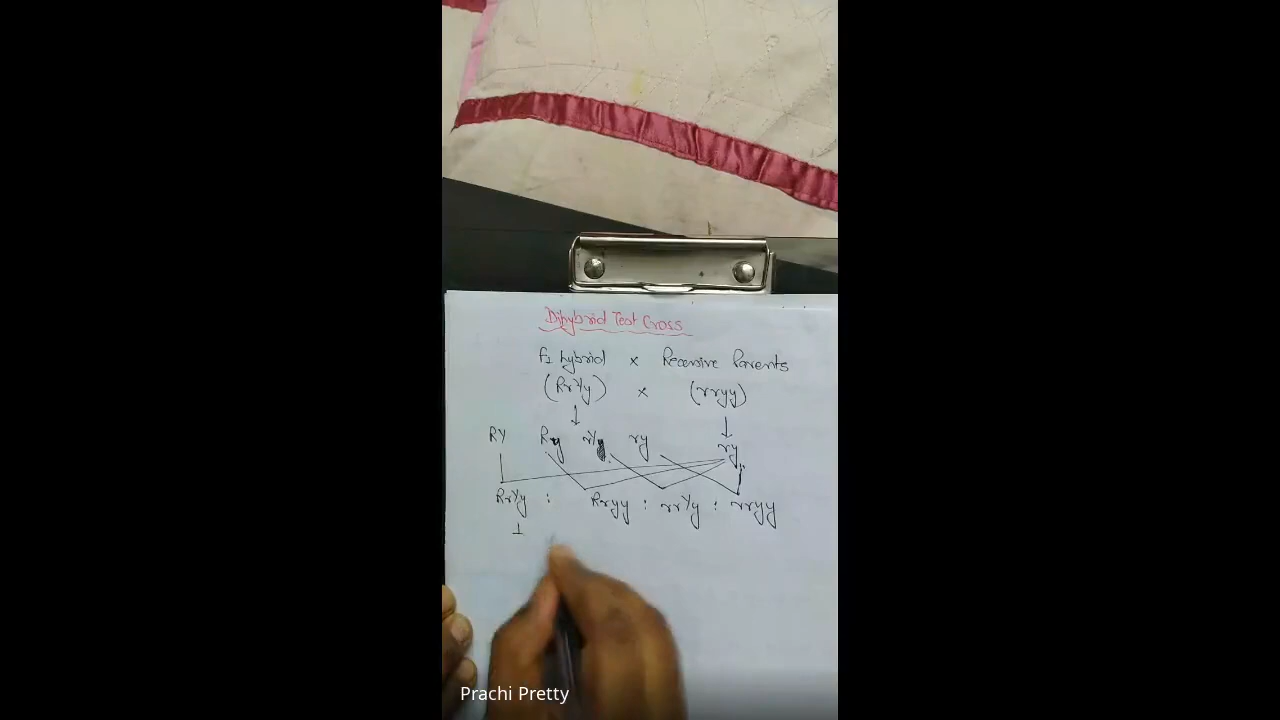 Dihybrid Test Cross
F1 hybrid x Recessive Parents
(RrYy) x (rryy)
RY Ry rY ry ry
RrYy : Rryy : rrYy : rryy
1
Prachi Pretty